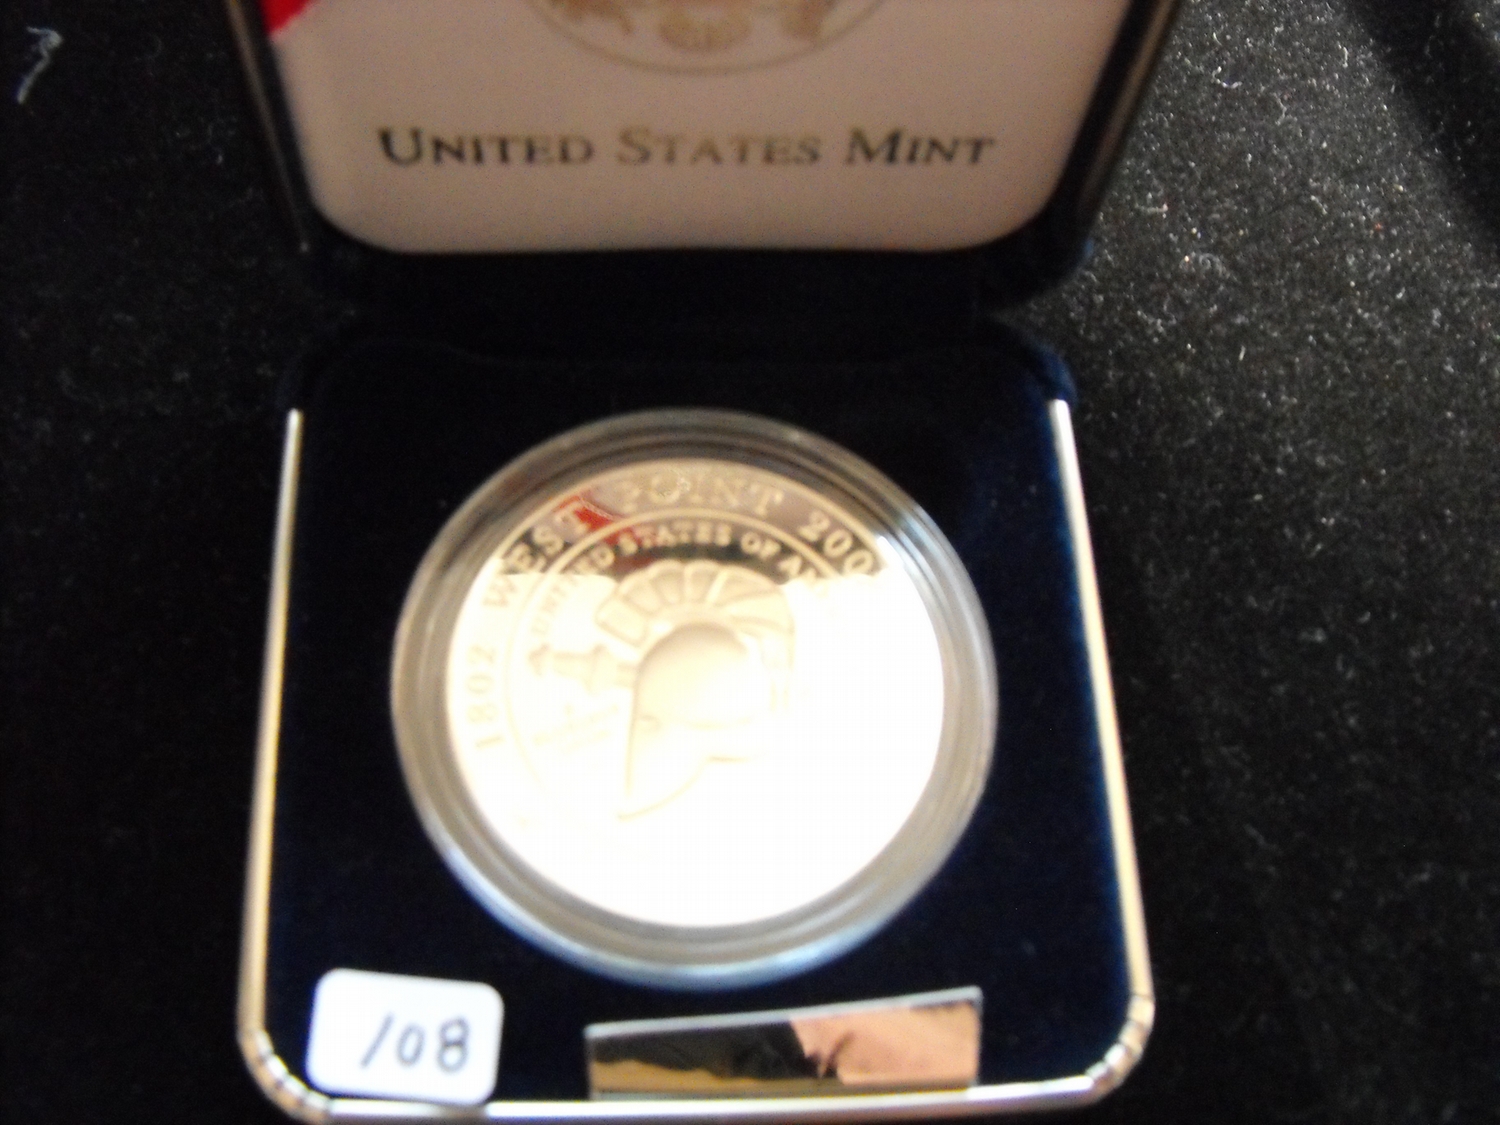 UNITED STATES MINT
1802 WEST POINT 200
UNITED STATES OF
108